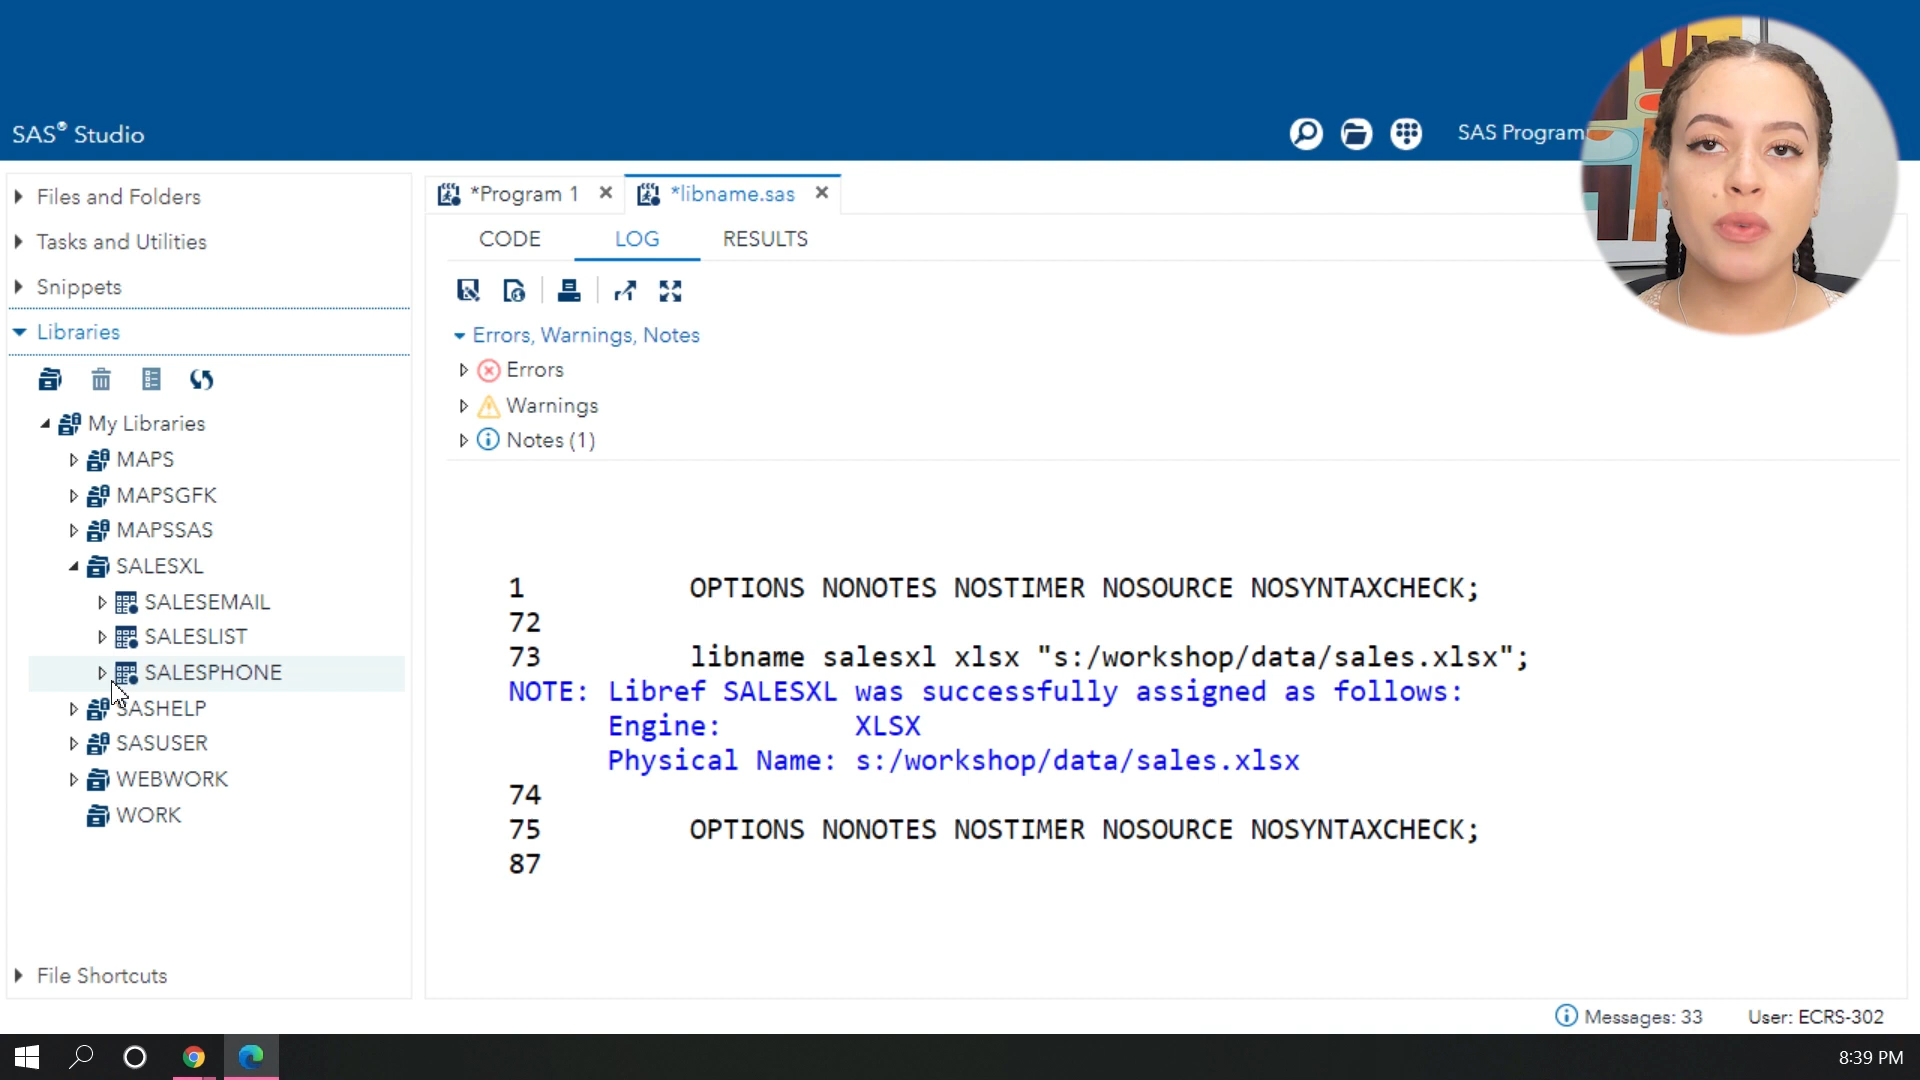 SAS® Studio
SAS Program
Files and Folders
Tasks and Utilities
Snippets
Libraries
My Libraries
MAPS
MAPSGFK
MAPSSAS
SALESXL
SALESEMAIL
SALESLIST
SALESPHONE
SASHELP
SASUSER
WEBWORK
WORK
File Shortcuts
*Program 1
*libname.sas
CODE LOG RESULTS
Errors, Warnings, Notes
Errors
Warnings
Notes (1)
1 OPTIONS NONOTES NOSTIMER NOSOURCE NOSYNTAXCHECK;
72
73 libname salesxl xlsx "s:/workshop/data/sales.xlsx";
NOTE: Libref SALESXL was successfully assigned as follows:
Engine: XLSX
Physical Name: s:/workshop/data/sales.xlsx
74
75 OPTIONS NONOTES NOSTIMER NOSOURCE NOSYNTAXCHECK;
87
Messages: 33 User: ECRS-302
8:39 PM